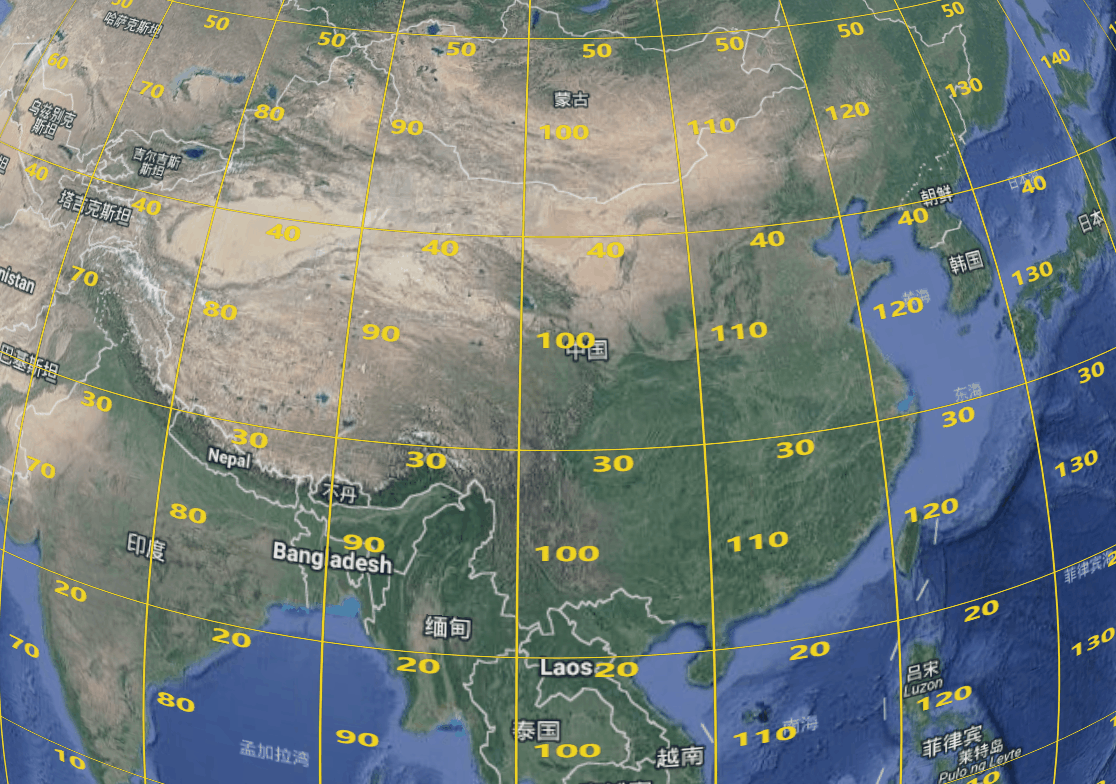 50
哈萨克斯坦
50
50
50
50
50
50
50
60
70
80
90
蒙古
100
110
120
130
140
乌兹别克
斯坦
吉尔吉斯
斯坦
40
塔吉克斯坦
40
40
40
40
40
朝鲜
40
日本海
40
日本
nistan
70
80
90
100
中国
110
韩国
黄海
120
130
巴基斯坦
30
30
30
30
30
东海
30
30
70
Nepal
不丹
80
90
100
110
120
130
印度
Bangladesh
菲律宾海
20
20
缅甸
20
Laos
20
20
20
70
80
90
100
110
120
130
吕宋
Luzon
孟加拉湾
泰国
越南
南海
菲律宾
莱特岛
Pulo ng Leyte
10
10